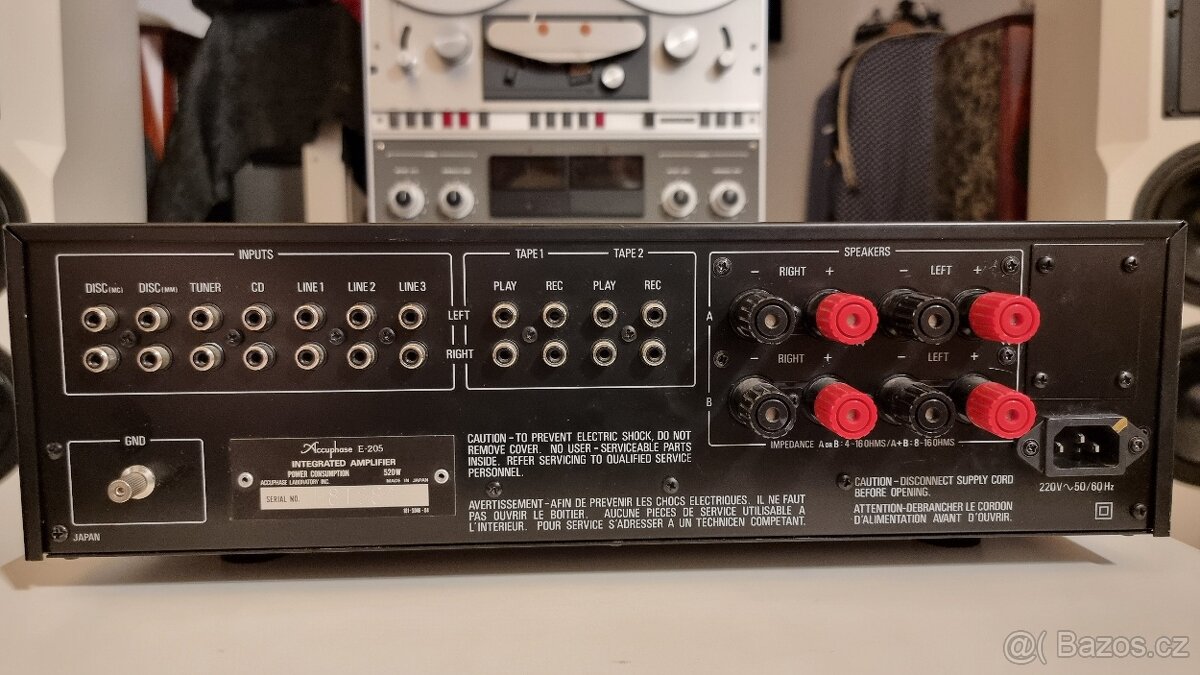 INPUTS
DISC(MC) DISC(MM) TUNER CD LINE 1 LINE 2 LINE 3
LEFT
RIGHT
TAPE 1 TAPE 2
PLAY REC PLAY REC
SPEAKERS
− RIGHT + − LEFT +
A
− RIGHT + − LEFT +
B
IMPEDANCE A OR B : 4-16 OHMS / A+B : 8-16 OHMS
GND
Accuphase E-205
INTEGRATED AMPLIFIER
POWER CONSUMPTION 520W
ACCUPHASE LABORATORY INC. MADE IN JAPAN
SERIAL NO.
CAUTION - TO PREVENT ELECTRIC SHOCK, DO NOT
REMOVE COVER. NO USER - SERVICEABLE PARTS
INSIDE. REFER SERVICING TO QUALIFIED SERVICE
PERSONNEL.
AVERTISSEMENT - AFIN DE PREVENIR LES CHOCS ELECTRIQUES. IL NE FAUT
PAS OUVRIR LE BOITIER. AUCUNE PIECES DE SERVICE UTILISABLE A
L'INTERIEUR. POUR SERVICE S'ADRESSER A UN TECHNICEN COMPETANT.
CAUTION - DISCONNECT SUPPLY CORD
BEFORE OPENING.
ATTENTION-DEBRANCHER LE CORDON
D'ALIMENTATION AVANT D'OUVRIR.
220V∼50/60Hz
JAPAN
@( Bazos.cz